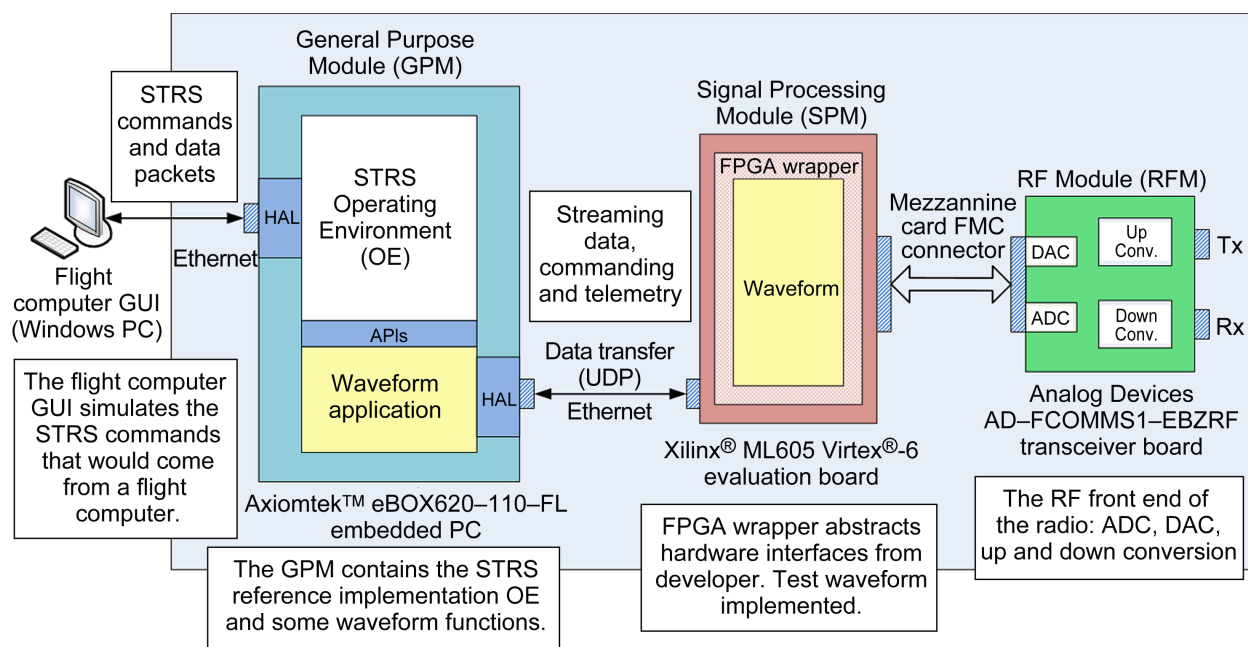 General Purpose
Module (GPM)
STRS
commands
and data
packets
HAL
STRS
Operating
Environment
(OE)
Ethernet
Flight
computer GUI
(Windows PC)
APIs
Waveform
application
HAL
The flight computer
GUI simulates the
STRS commands
that would come
from a flight
computer.
Axiomtek™ eBOX620–110–FL
embedded PC
The GPM contains the STRS
reference implementation OE
and some waveform functions.
Streaming
data,
commanding
and telemetry
Data transfer
(UDP)
Ethernet
Signal Processing
Module (SPM)
FPGA wrapper
Waveform
Xilinx® ML605 Virtex®-6
evaluation board
FPGA wrapper abstracts
hardware interfaces from
developer. Test waveform
implemented.
Mezzannine
card FMC
connector
RF Module (RFM)
DAC
Up
Conv.
Tx
ADC
Down
Conv.
Rx
Analog Devices
AD–FCOMMS1–EBZRF
transceiver board
The RF front end of
the radio: ADC, DAC,
up and down conversion